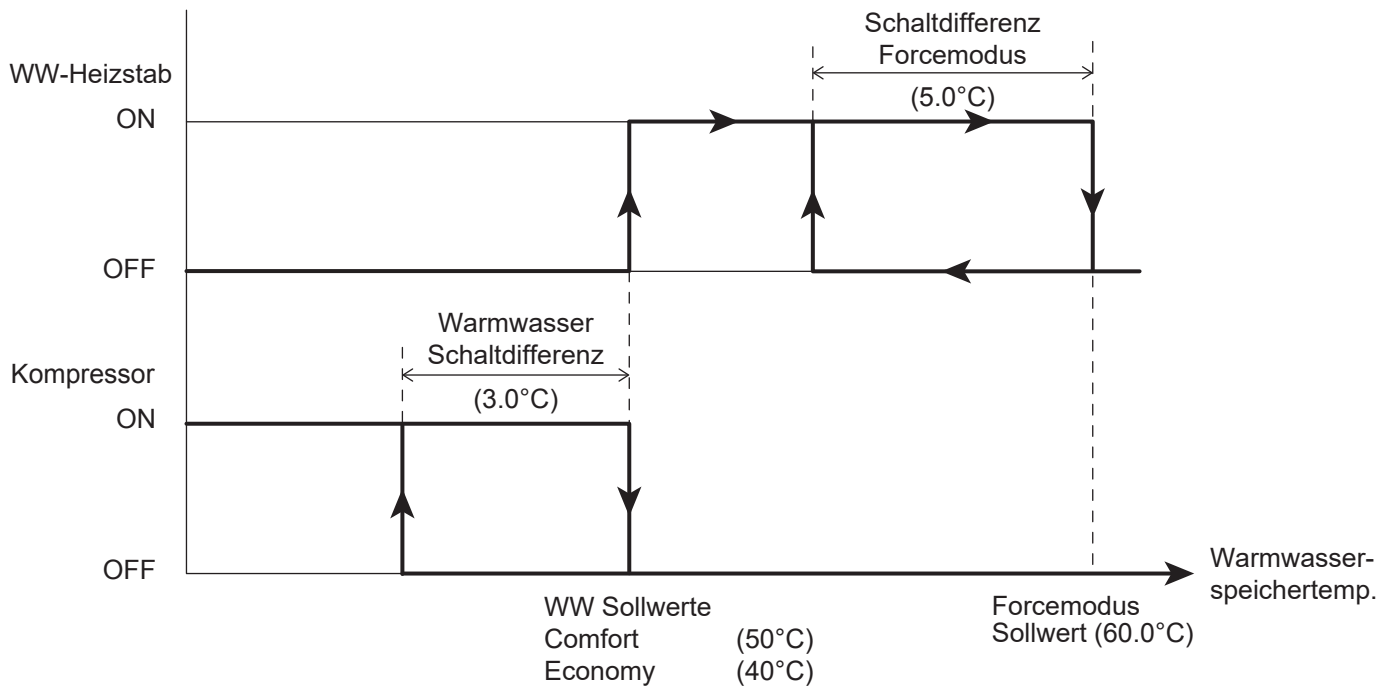 Schaltdifferenz
Forcemodus
(5.0°C)
WW-Heizstab
ON
OFF
Warmwasser
Schaltdifferenz
(3.0°C)
Kompressor
ON
OFF
Warmwasser-
speichertemp.
WW Sollwerte
Comfort (50°C)
Economy (40°C)
Forcemodus
Sollwert (60.0°C)